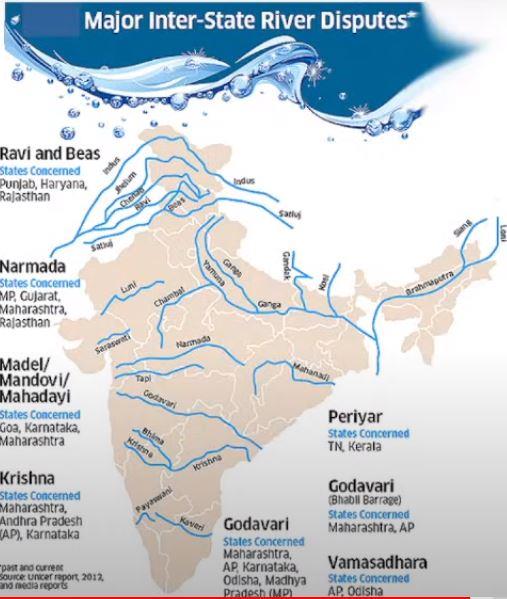 Major Inter-State River Disputes*
Ravi and Beas
States Concerned
Punjab, Haryana,
Rajasthan
Narmada
States Concerned
MP, Gujarat,
Maharashtra,
Rajasthan
Madel/
Mandovi/
Mahadayi
States Concerned
Goa, Karnataka,
Maharashtra
Krishna
States Concerned
Maharashtra,
Andhra Pradesh
(AP), Karnataka
*past and current
Source: Unicef report, 2013,
and media reports
Indus
Jhelum
Chenab
Ravi
Beas
Indus
Satluj
Satluj
Ganga
Yamuna
Gandak
Kosi
Ganga
Siang
Luni
Brahmaputra
Luni
Chambal
Saraswati
Narmada
Tapi
Mahanadi
Godavari
Bhima
Krishna
Krishna
Payaswani
Kaveri
Periyar
States Concerned
TN, Kerala
Godavari
(Bhabli Barrage)
States Concerned
Maharashtra, AP
Godavari
States Concerned
Maharashtra,
AP, Karnataka,
Odisha, Madhya
Pradesh (MP)
Vamsadhara
States Concerned
AP, Odisha